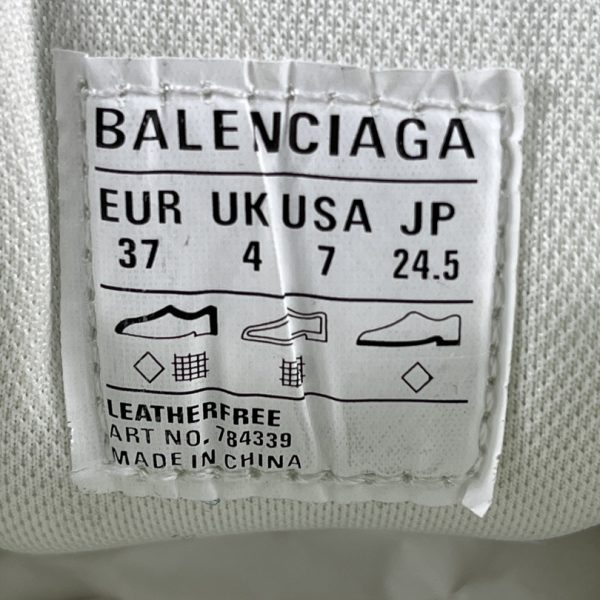 BALENCIAGA
EUR UK USA JP
37 4 7 24.5
LEATHERFREE
ART NO. 784339
MADE IN CHINA